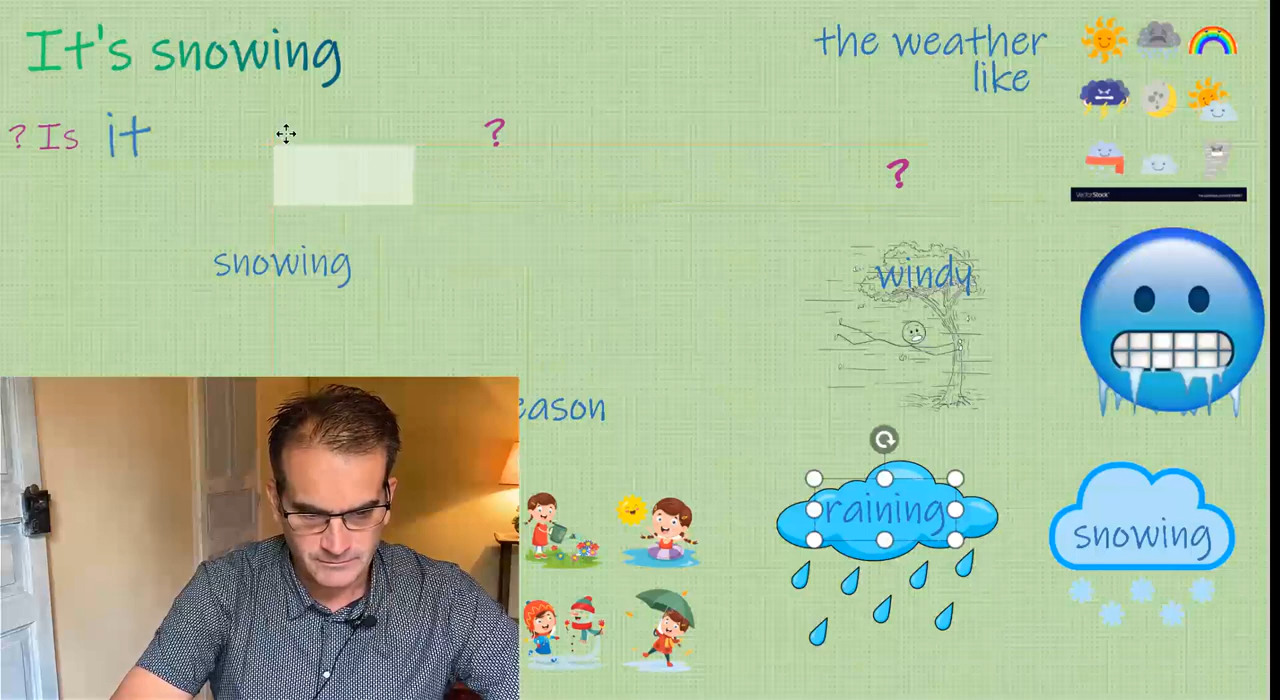 It's snowing
the weather
like
? Is it
?
?
snowing
windy
eason
raining
snowing
VectorStock